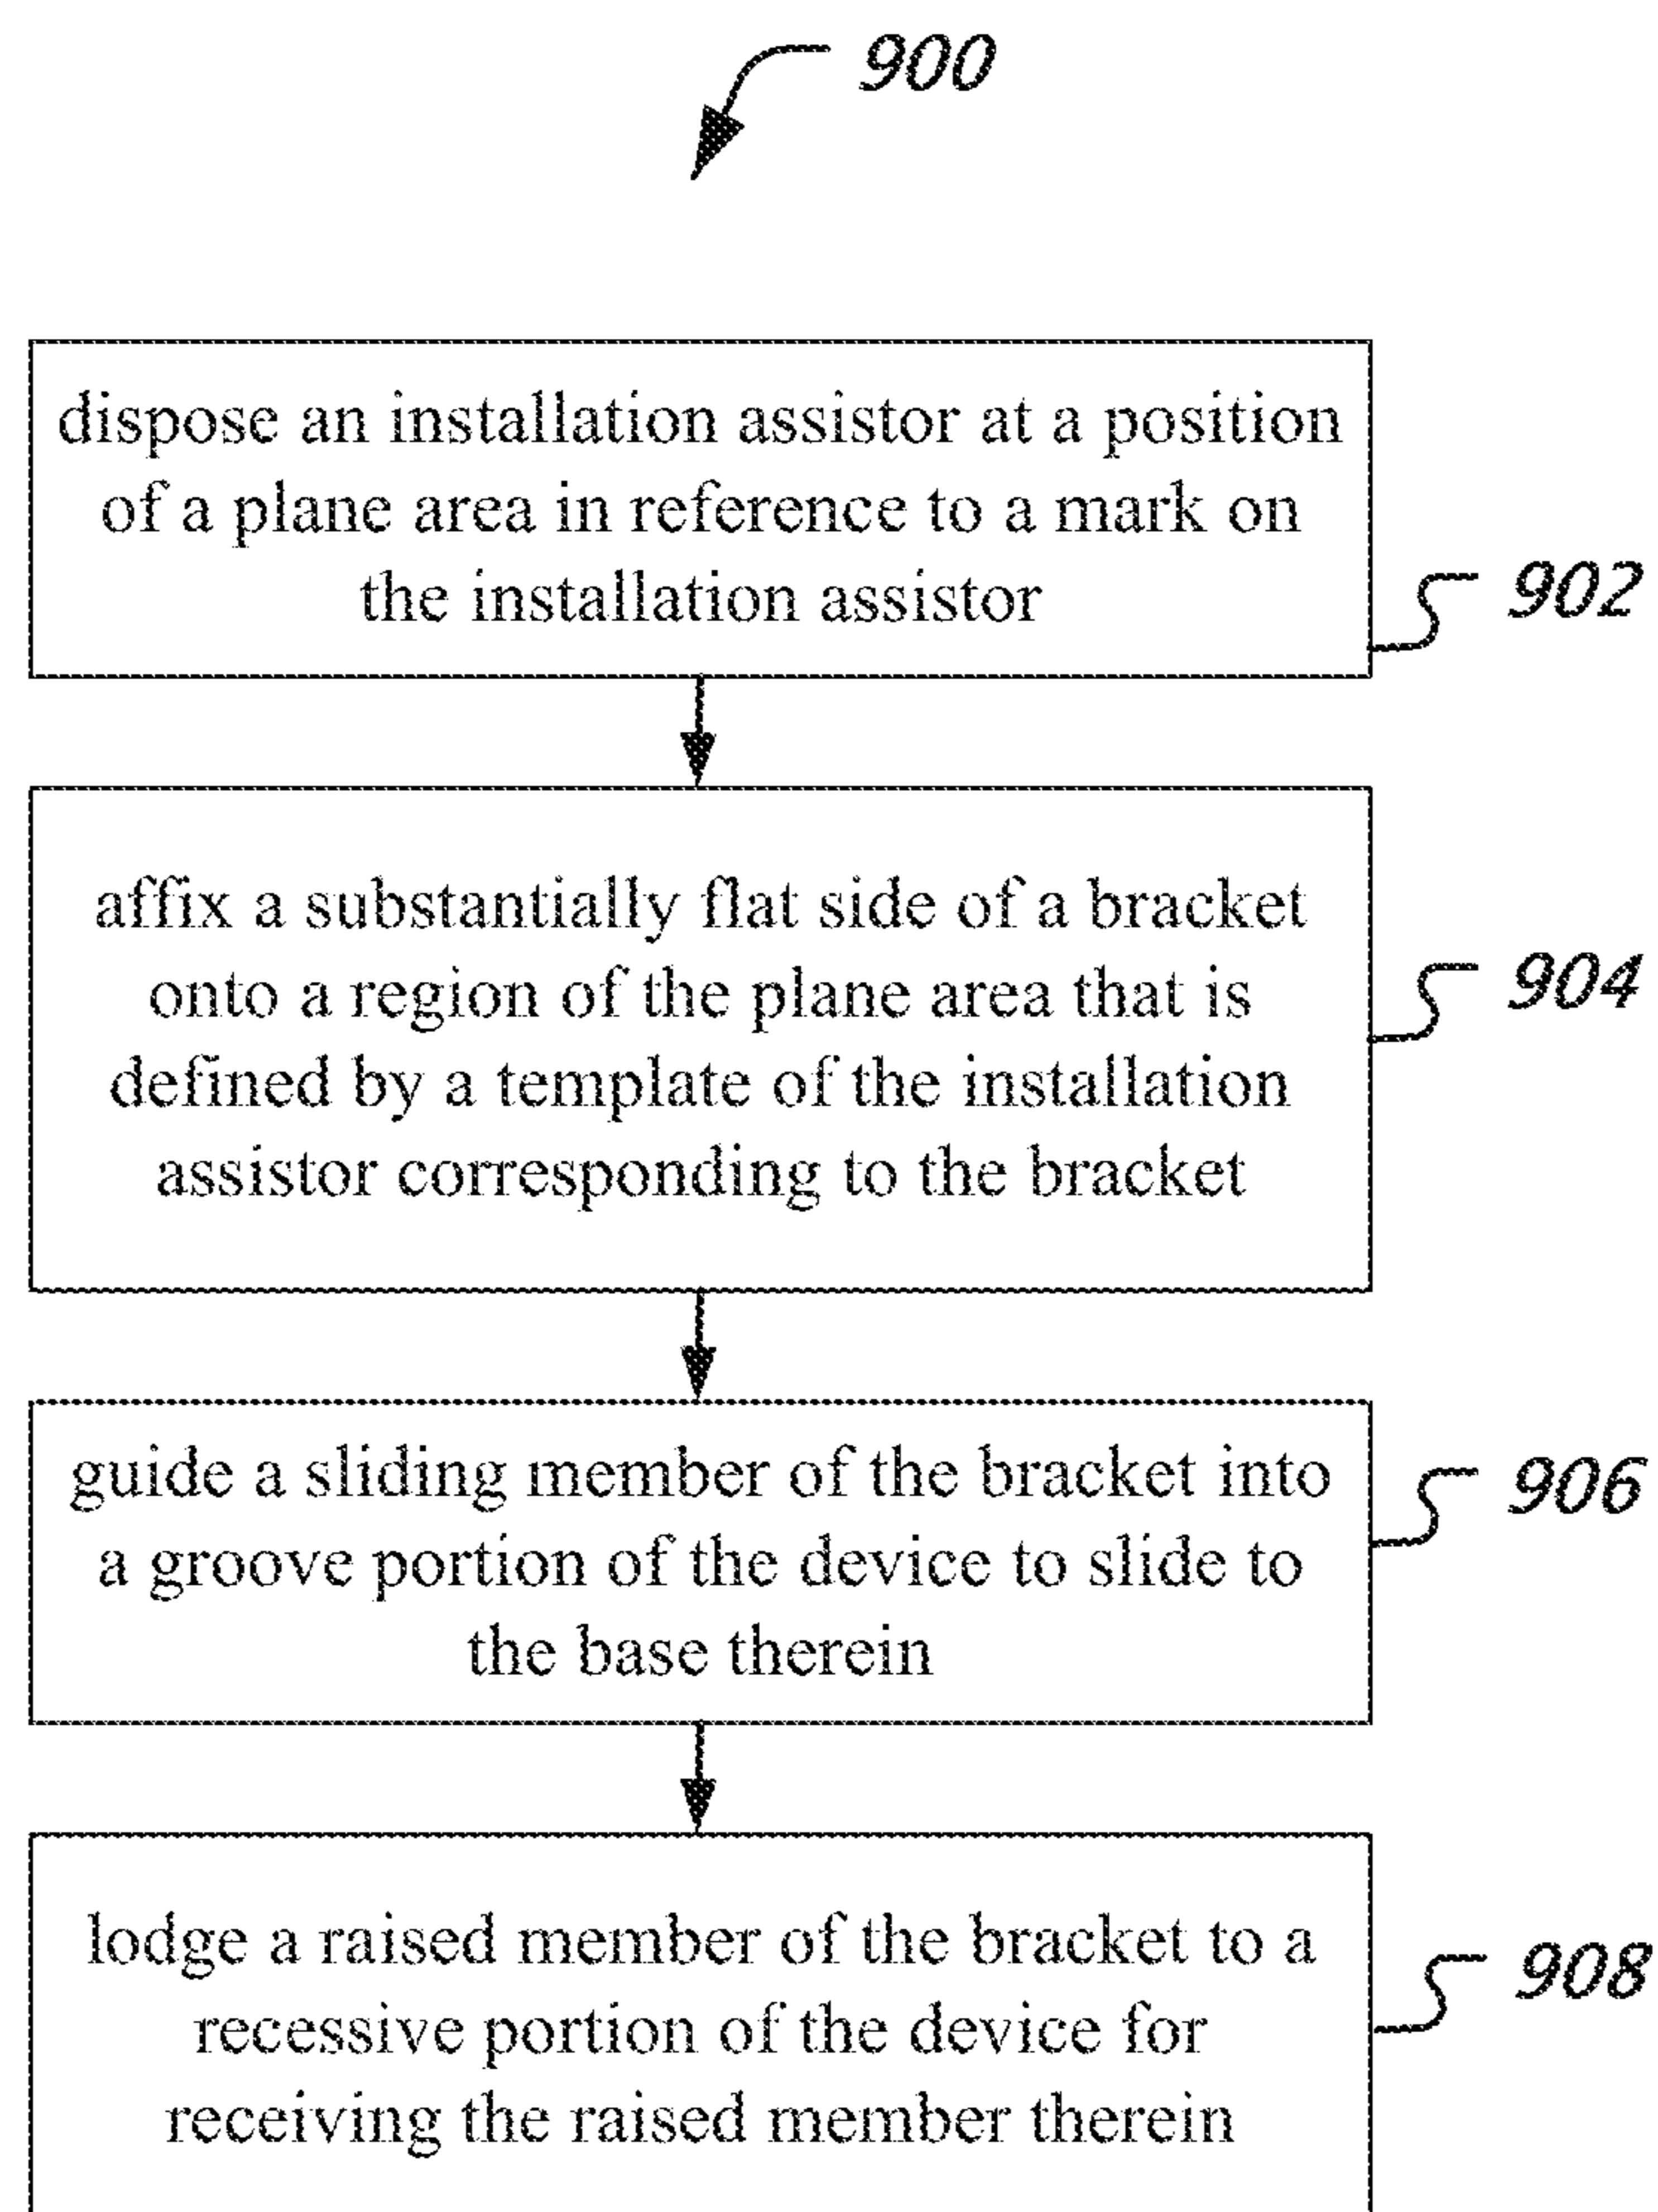 900
dispose an installation assistor at a position
of a plane area in reference to a mark on
the installation assistor
902
affix a substantially flat side of a bracket
onto a region of the plane area that is
defined by a template of the installation
assistor corresponding to the bracket
904
guide a sliding member of the bracket into
a groove portion of the device to slide to
the base therein
906
lodge a raised member of the bracket to a
recessive portion of the device for
receiving the raised member therein
908